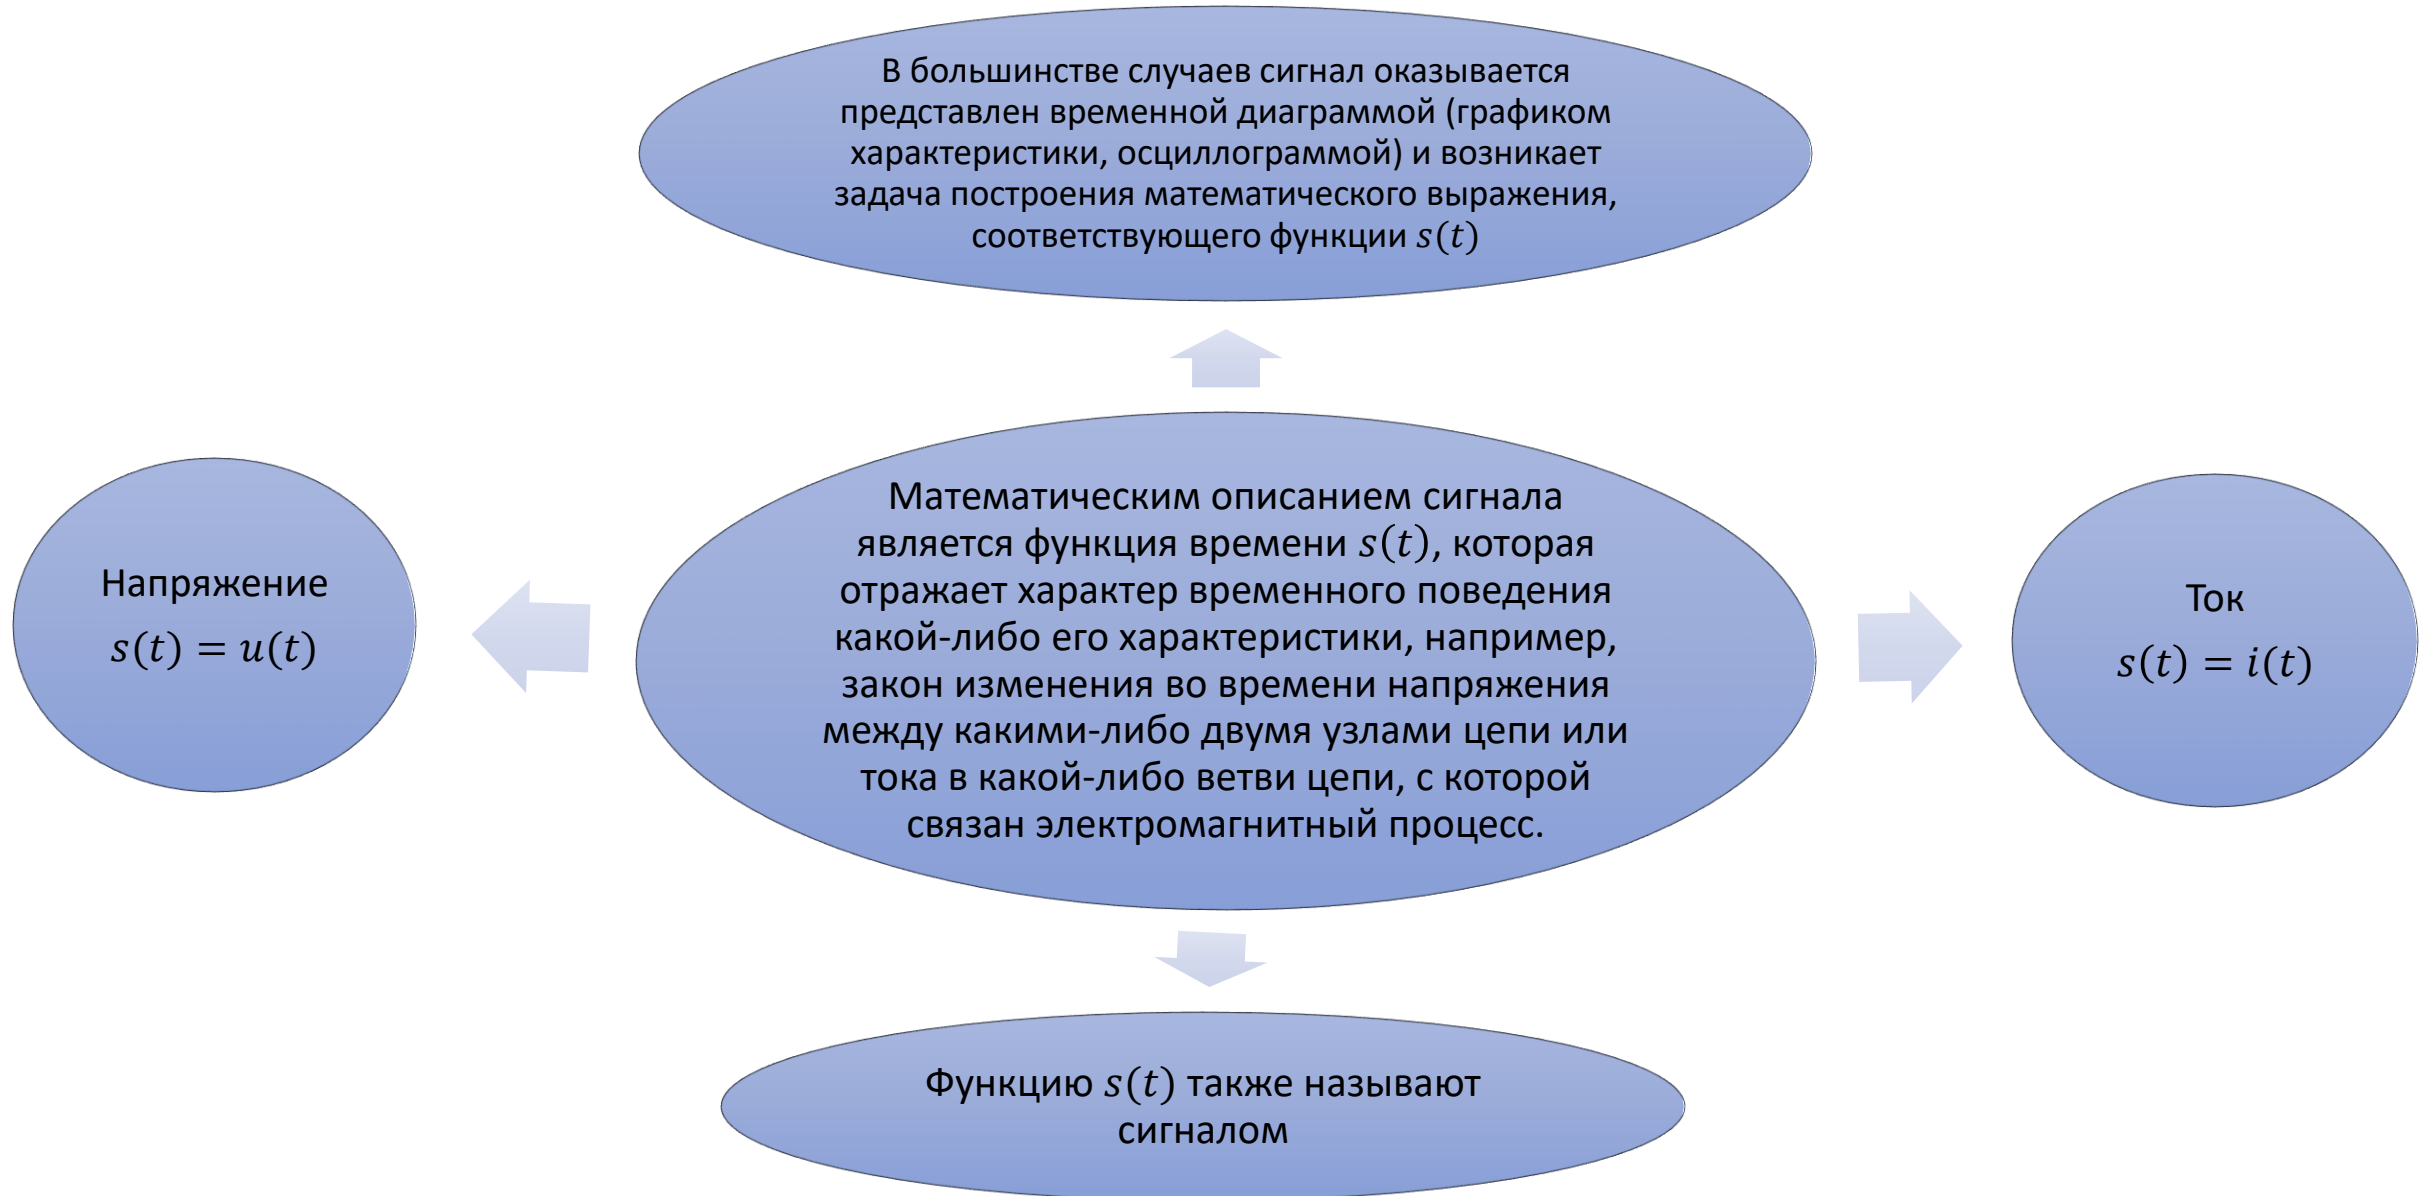 В большинстве случаев сигнал оказывается
представлен временной диаграммой (графиком
характеристики, осциллограммой) и возникает
задача построения математического выражения,
соответствующего функции s(t)
Напряжение
s(t) = u(t)
Математическим описанием сигнала
является функция времени s(t), которая
отражает характер временного поведения
какой-либо его характеристики, например,
закон изменения во времени напряжения
между какими-либо двумя узлами цепи или
тока в какой-либо ветви цепи, с которой
связан электромагнитный процесс.
Ток
s(t) = i(t)
Функцию s(t) также называют
сигналом